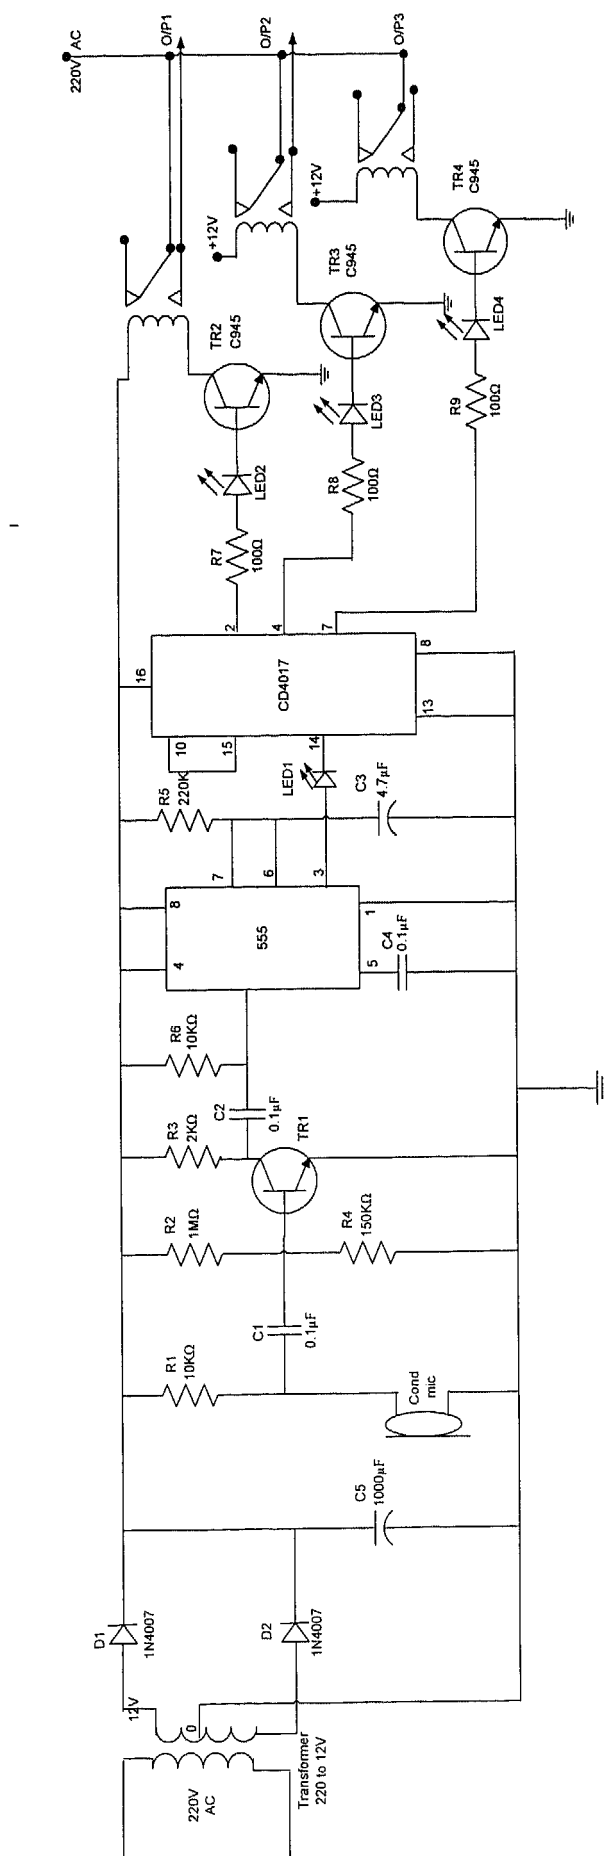 220V
AC
Transformer
220 to 12V
12V
0
D1
1N4007
D2
1N4007
C5
1000µF
R1
10KΩ
Cond
mic
C1
0.1µF
R2
1MΩ
R4
150KΩ
R3
2KΩ
TR1
C2
0.1µF
R6
10KΩ
4
8
555
7
6
3
5
1
C4
0.1µF
R5
220K
C3
4.7µF
LED1
10
15
14
16
CD4017
13
8
2
4
7
R7
100Ω
LED2
TR2
C945
R8
100Ω
LED3
TR3
C945
+12V
R9
100Ω
LED4
TR4
C945
+12V
220V AC
O/P1
O/P2
O/P3